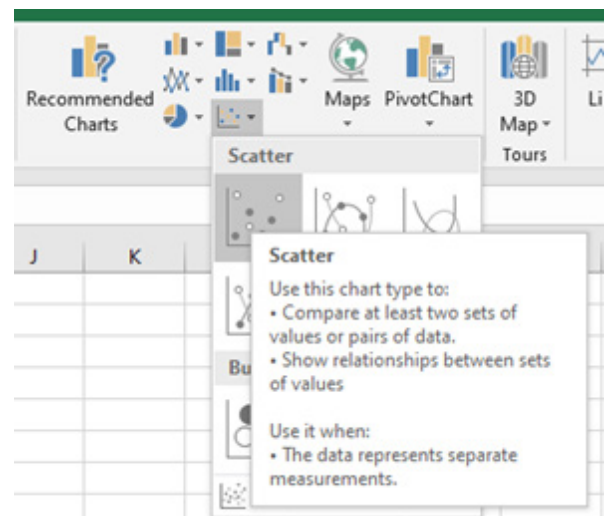 Recommended
Charts
Maps
PivotChart
3D
Map
Li
Tours
Scatter
J
K
Scatter
Use this chart type to:
• Compare at least two sets of
values or pairs of data.
• Show relationships between sets
of values
Bu
Use it when:
• The data represents separate
measurements.